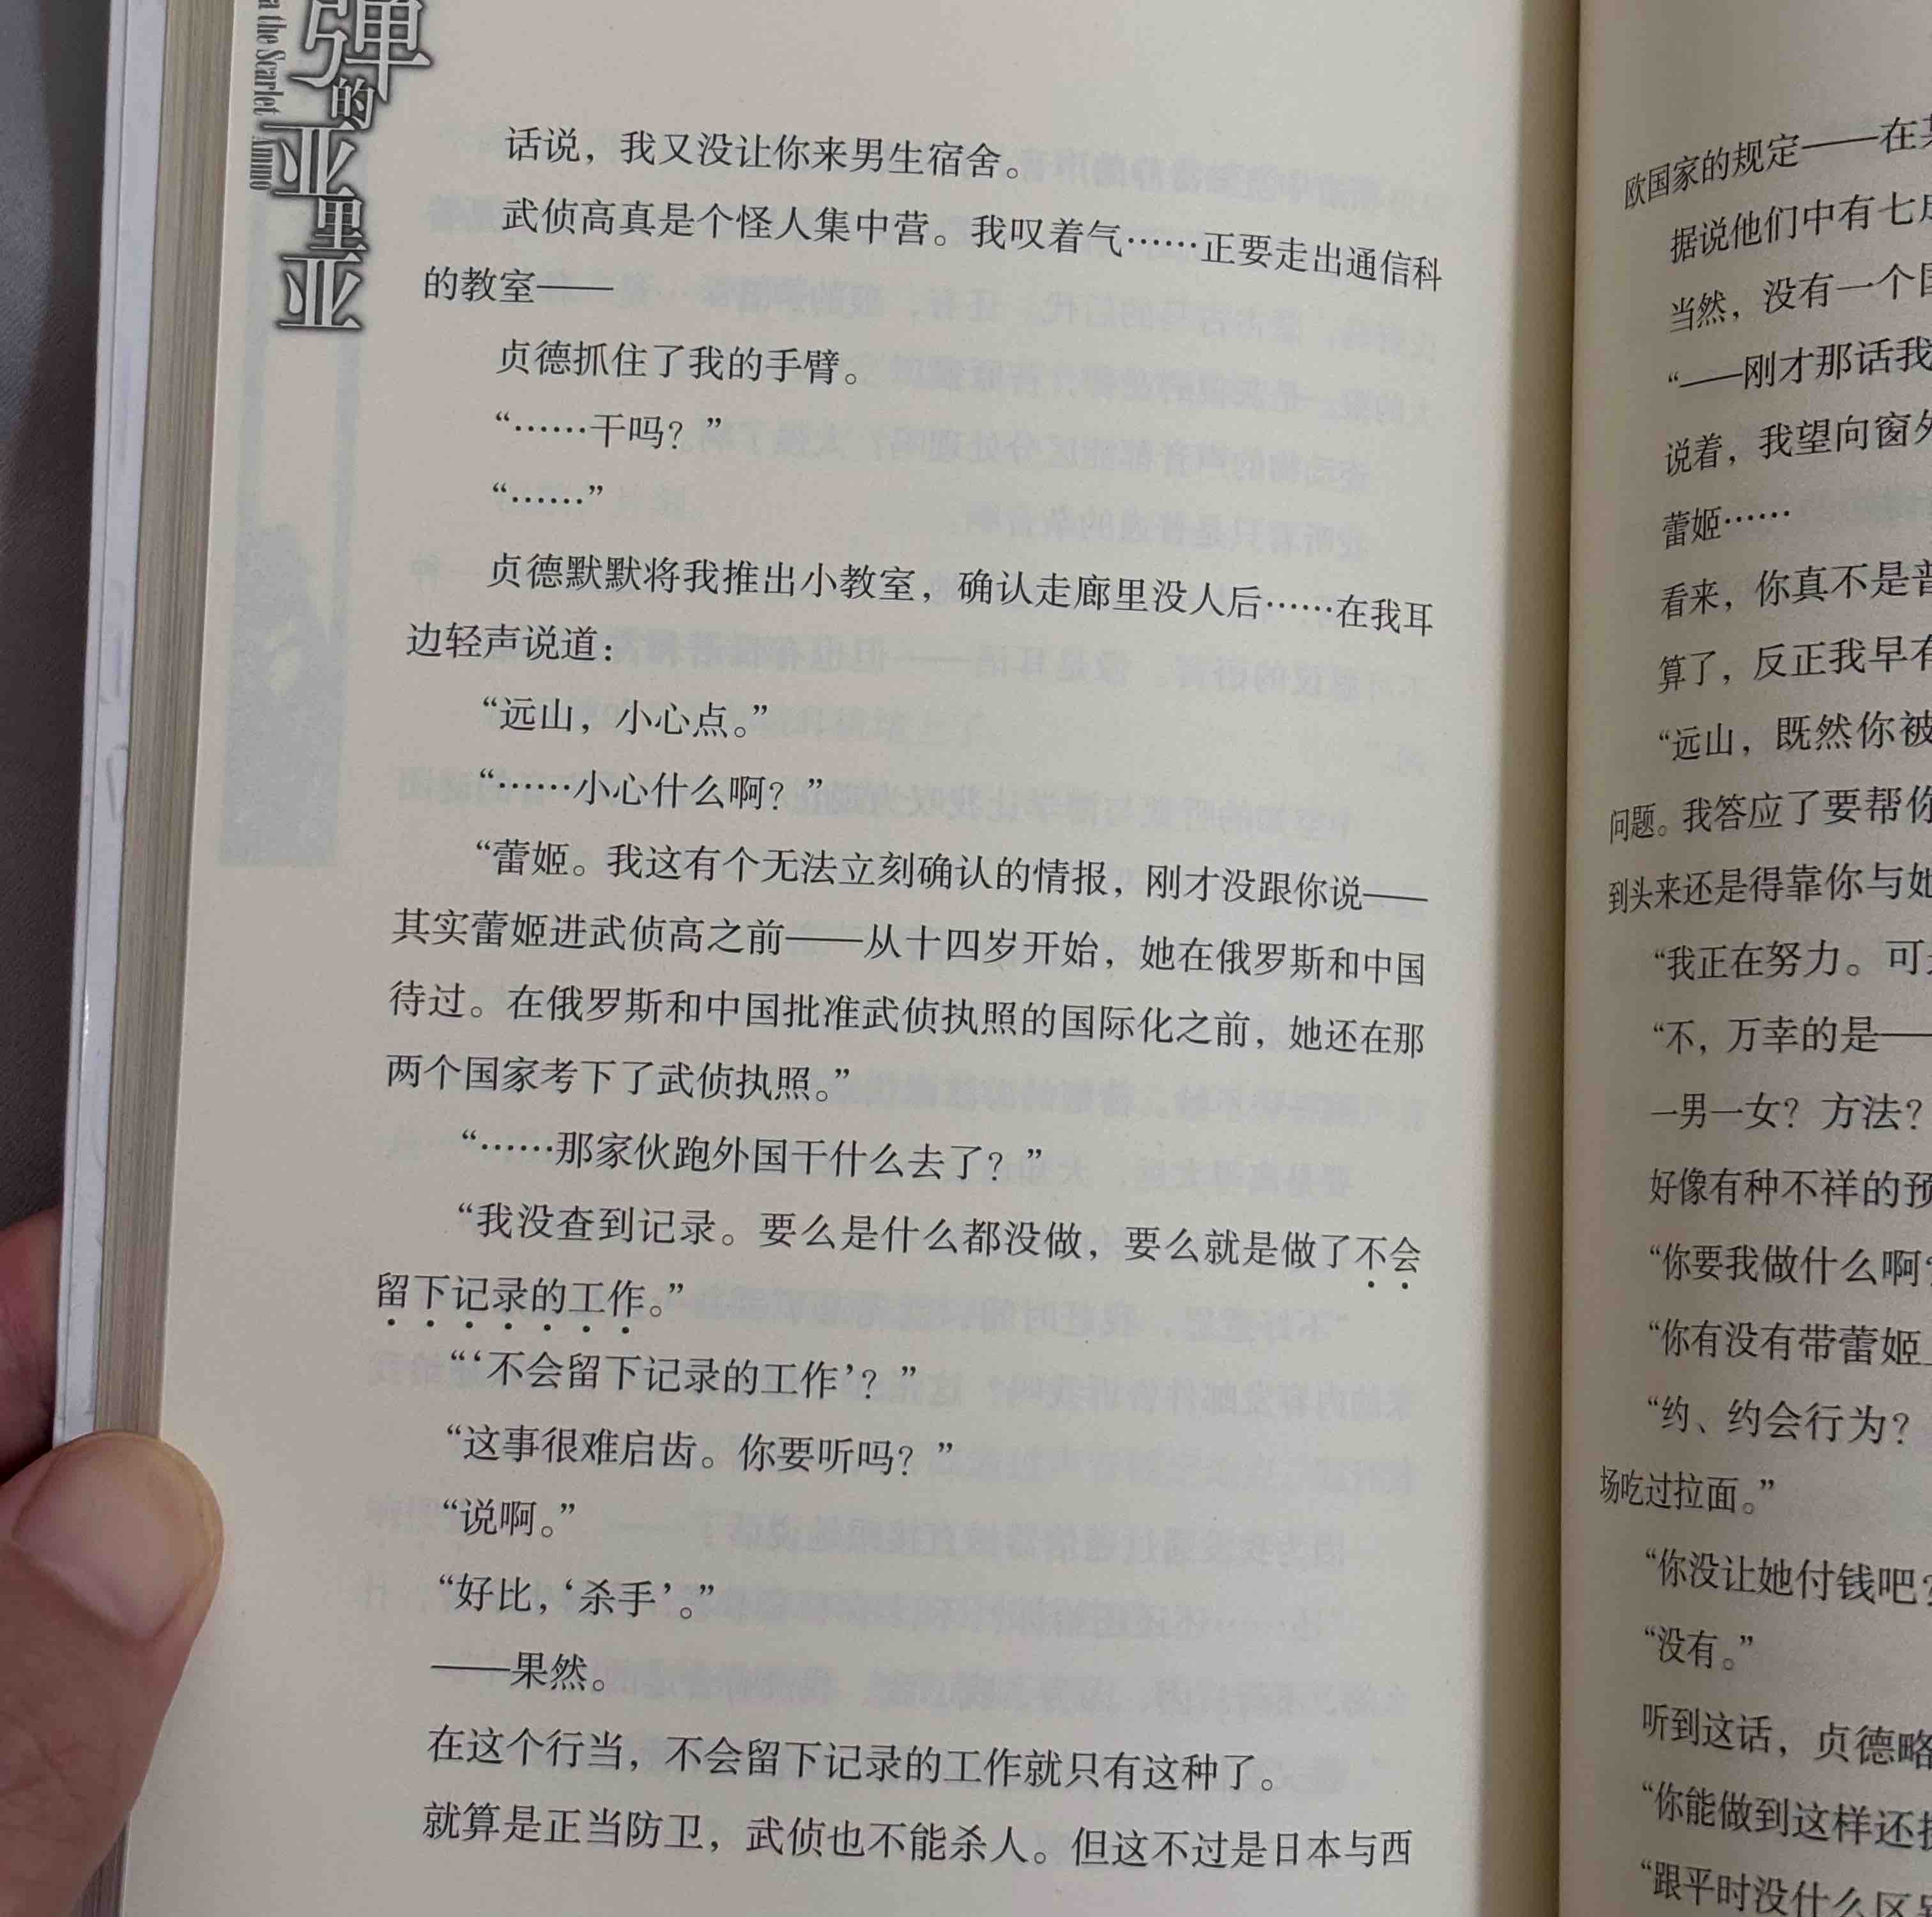 弹的亚里亚
a the Scarlet Ammo
话说，我又没让你来男生宿舍。
武侦高真是个怪人集中营。我叹着气……正要走出通信科
的教室——
贞德抓住了我的手臂。
“……干吗？”
“……”
贞德默默将我推出小教室，确认走廊里没人后……在我耳
边轻声说道：
“远山，小心点。”
“……小心什么啊？”
“蕾姬。我这有个无法立刻确认的情报，刚才没跟你说——
其实蕾姬进武侦高之前——从十四岁开始，她在俄罗斯和中国
待过。在俄罗斯和中国批准武侦执照的国际化之前，她还在那
两个国家考下了武侦执照。”
“……那家伙跑外国干什么去了？”
“我没查到记录。要么是什么都没做，要么就是做了不会
留下记录的工作。”
“‘不会留下记录的工作’？”
“这事很难启齿。你要听吗？”
“说啊。”
“好比，‘杀手’。”
——果然。
在这个行当，不会留下记录的工作就只有这种了。
就算是正当防卫，武侦也不能杀人。但这不过是日本与西
欧国家的规定——在
据说他们中有七
当然，没有一个
“——刚才那话我
说着，我望向窗
蕾姬……
看来，你真不是
算了，反正我早
“远山，既然你被
问题。我答应了要帮你
到头来还是得靠你与她
“我正在努力。可
“不，万幸的是—
一男一女？方法？
好像有种不祥的预
“你要我做什么啊
“你有没有带蕾姬
“约、约会行为？
场吃过拉面。”
“你没让她付钱吧
“没有。”
听到这话，贞德略
“你能做到这样还
“跟平时没什么区